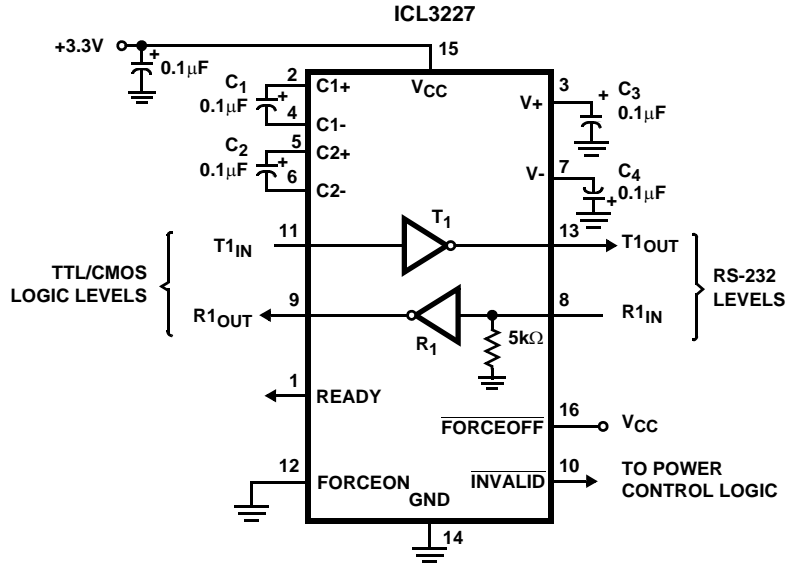 ICL3227
+3.3V
+
0.1μF
15
VCC
C1
0.1μF
+
2
C1+
4
C1-
C2
0.1μF
+
5
C2+
6
C2-
3
V+
+
C3
0.1μF
7
V-
+
C4
0.1μF
TTL/CMOS
LOGIC LEVELS
T1IN
11
T1
13
T1OUT
R1OUT
9
R1
5kΩ
8
R1IN
RS-232
LEVELS
1
READY
FORCEOFF
16
VCC
12
FORCEON
INVALID
10
TO POWER
CONTROL LOGIC
GND
14